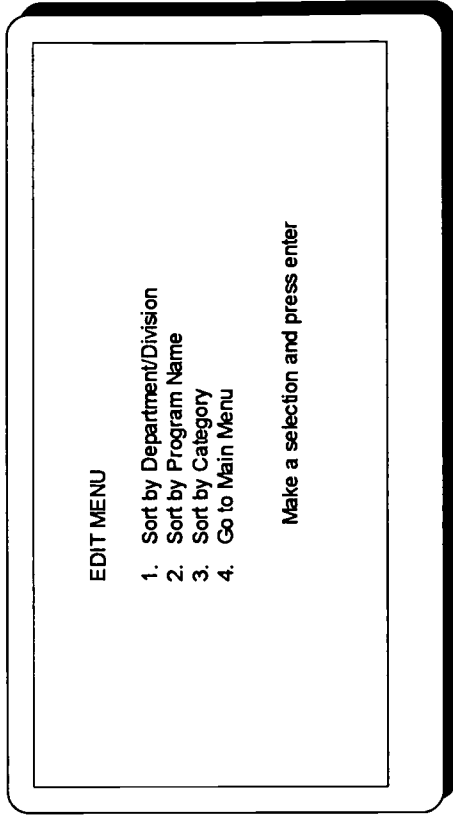 EDIT MENU
1. Sort by Department/Division
2. Sort by Program Name
3. Sort by Category
4. Go to Main Menu
Make a selection and press enter